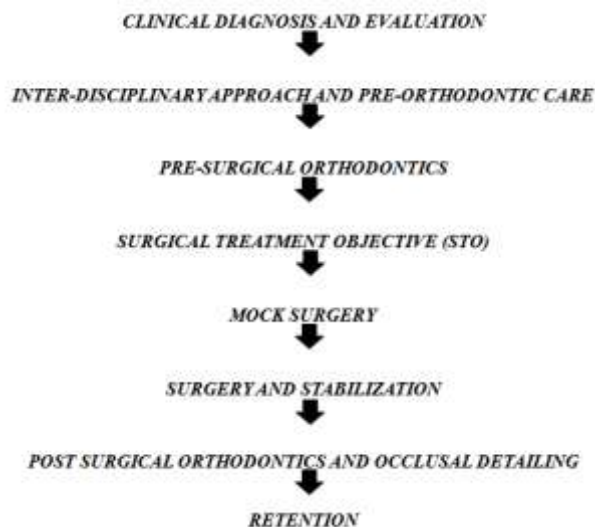 CLINICAL DIAGNOSIS AND EVALUATION
INTER-DISCIPLINARY APPROACH AND PRE-ORTHODONTIC CARE
PRE-SURGICAL ORTHODONTICS
SURGICAL TREATMENT OBJECTIVE (STO)
MOCK SURGERY
SURGERY AND STABILIZATION
POST SURGICAL ORTHODONTICS AND OCCLUSAL DETAILING
RETENTION